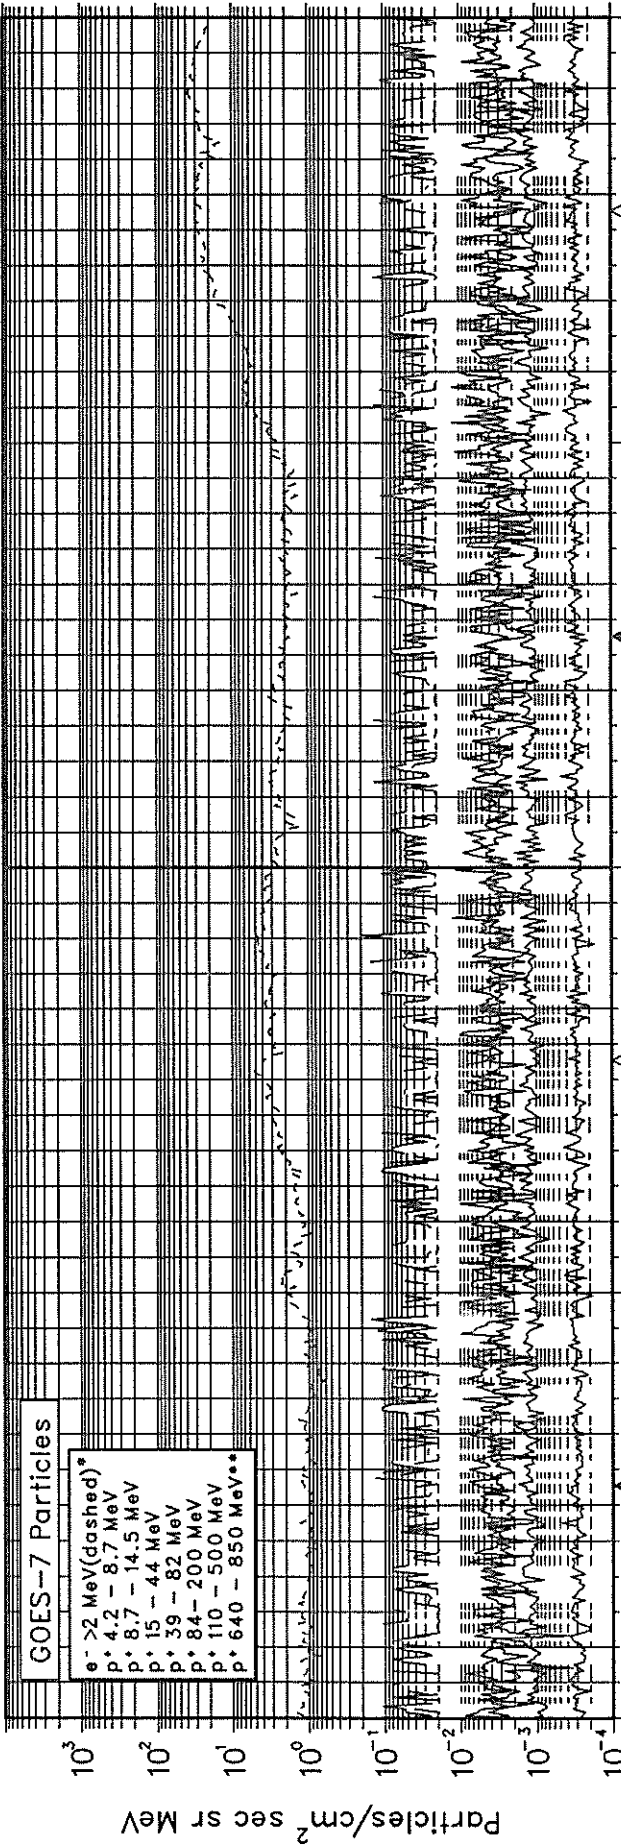 GOES-7 Particles
e⁻ >2 MeV(dashed)*
p⁺ 4.2 - 8.7 MeV
p⁺ 8.7 - 14.5 MeV
p⁺ 15 - 44 MeV
p⁺ 39 - 82 MeV
p⁺ 84 - 200 MeV
p⁺ 110 - 500 MeV
p⁺ 640 - 850 MeV**
10³
10²
10¹
10⁰
10⁻¹
10⁻²
10⁻³
10⁻⁴
Particles/cm² sec sr MeV